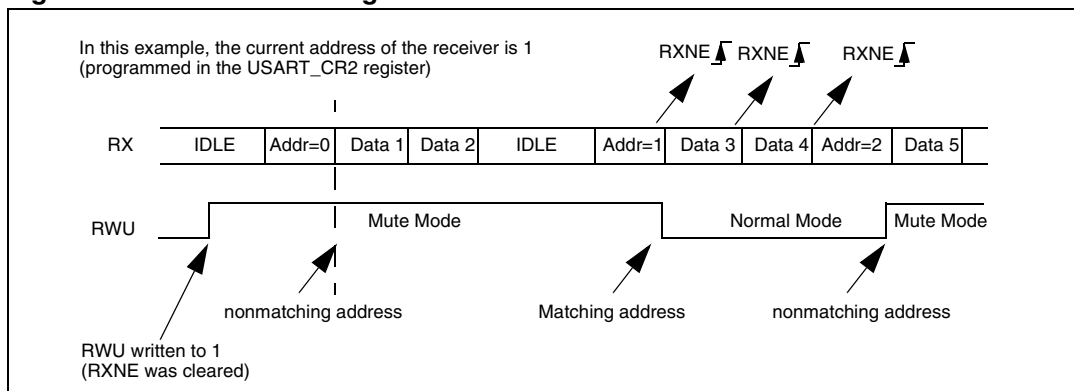 In this example, the current address of the receiver is 1
(programmed in the USART_CR2 register)
RXNE RXNE RXNE
RX IDLE Addr=0 Data 1 Data 2 IDLE Addr=1 Data 3 Data 4 Addr=2 Data 5
RWU Mute Mode Normal Mode Mute Mode
nonmatching address Matching address nonmatching address
RWU written to 1
(RXNE was cleared)